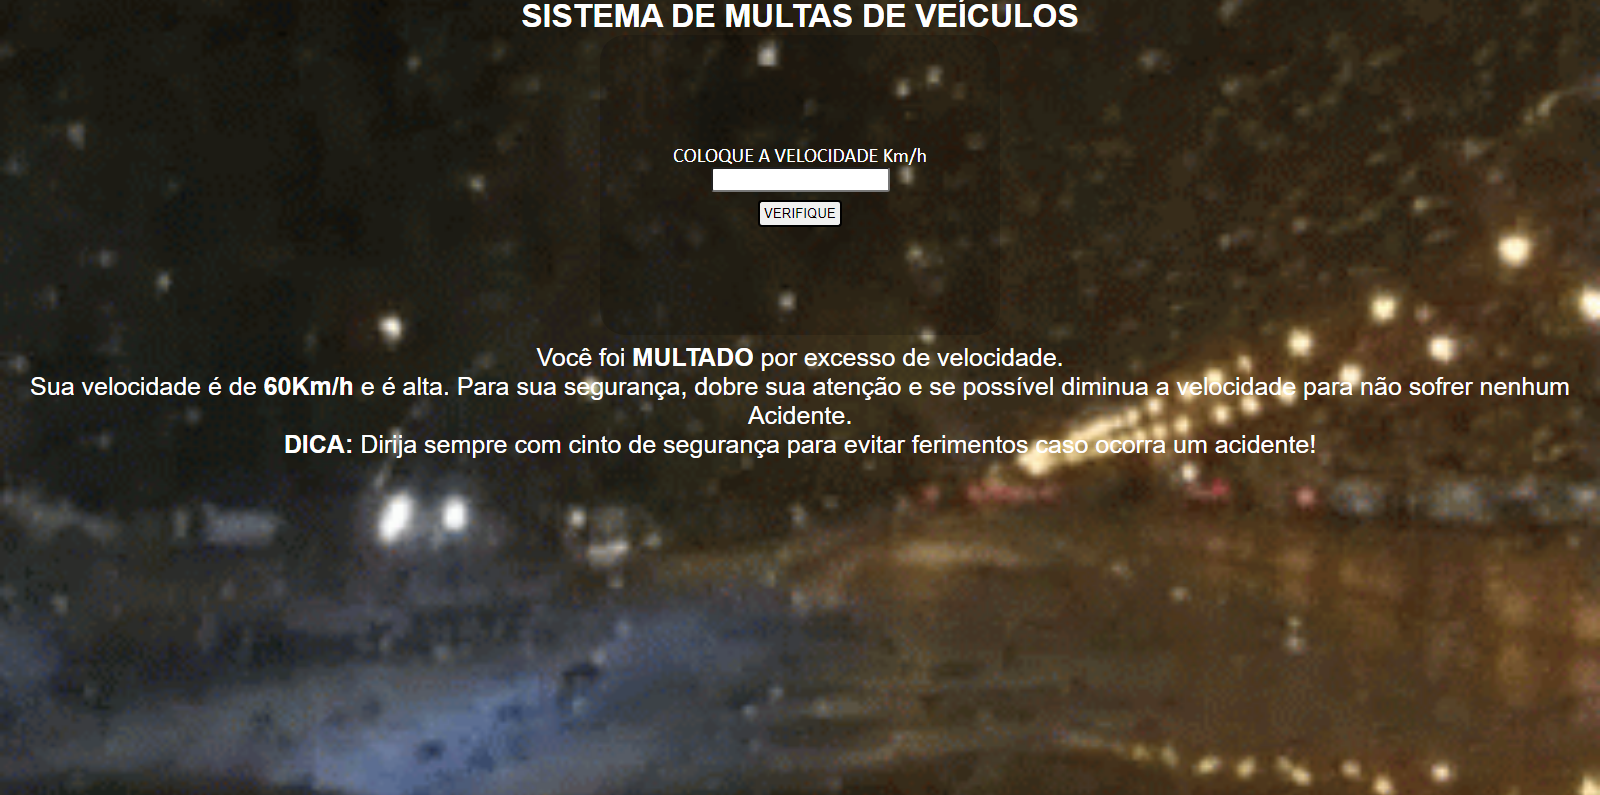 SISTEMA DE MULTAS DE VEÍCULOS
COLOQUE A VELOCIDADE Km/h
VERIFIQUE
Você foi MULTADO por excesso de velocidade.
Sua velocidade é de 60Km/h e é alta. Para sua segurança, dobre sua atenção e se possível diminua a velocidade para não sofrer nenhum
Acidente.
DICA: Dirija sempre com cinto de segurança para evitar ferimentos caso ocorra um acidente!